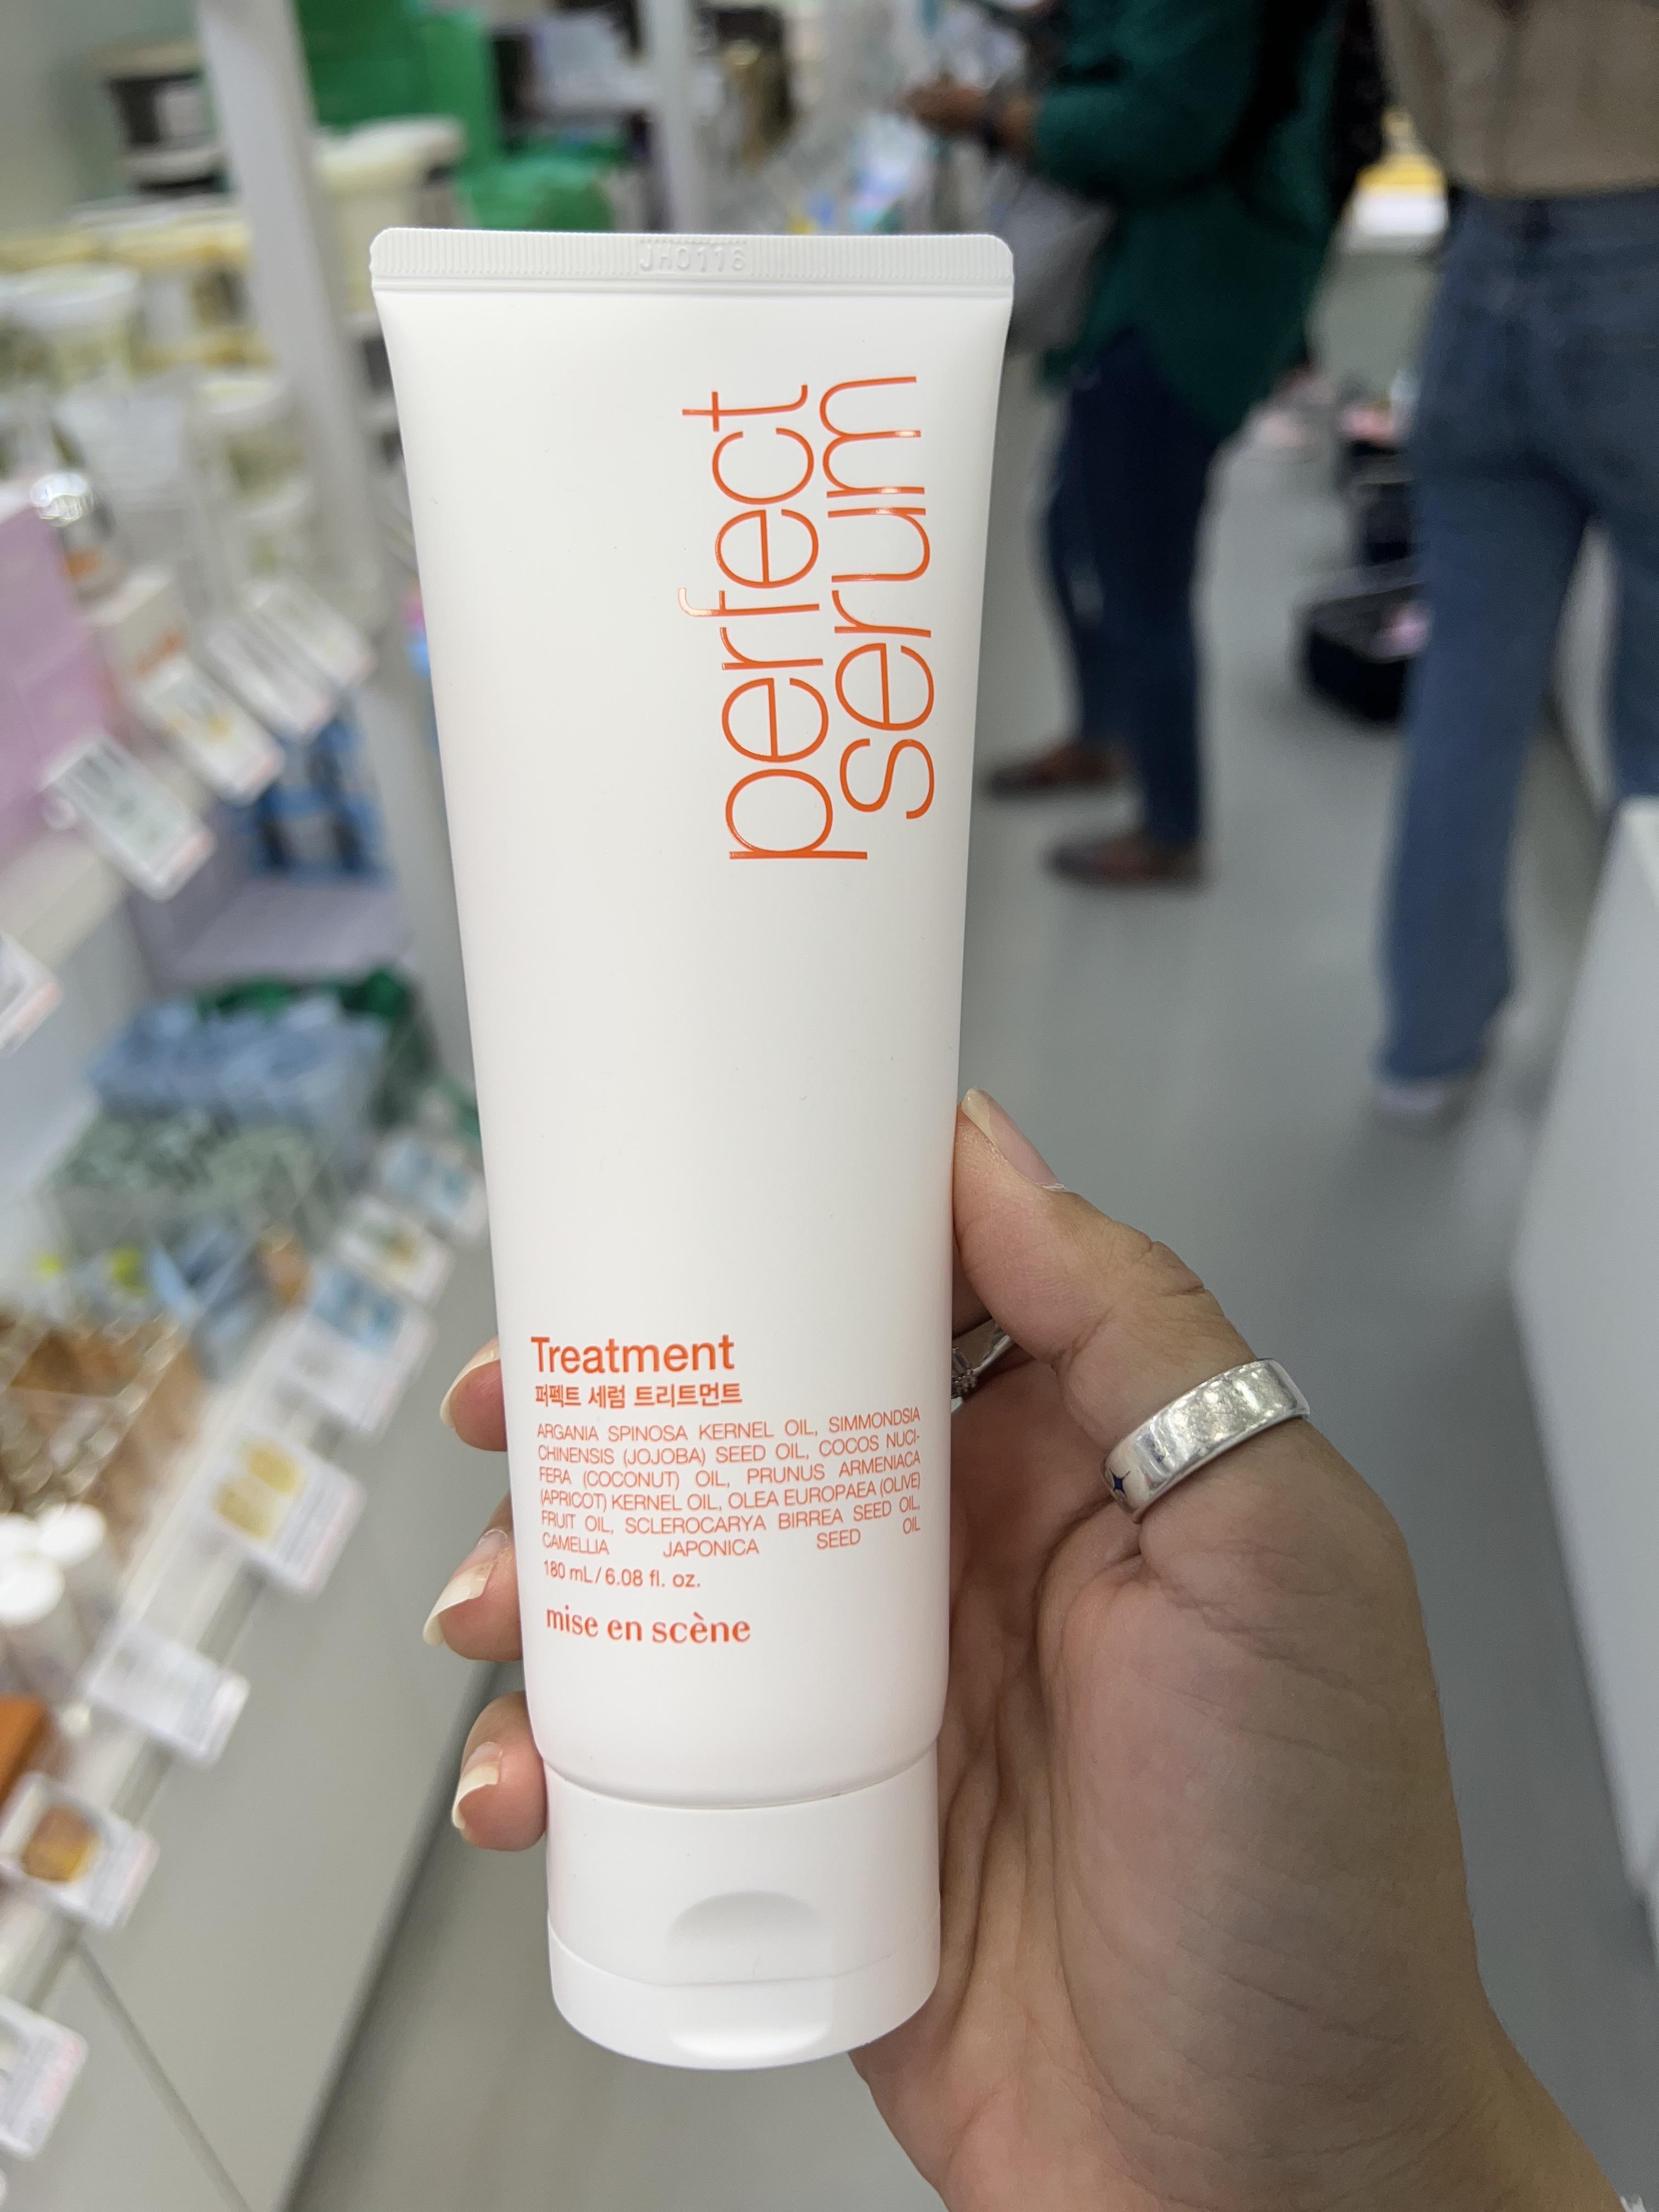 JH0116
perfect
serum
Treatment
퍼펙트 세럼 트리트먼트
ARGANIA SPINOSA KERNEL OIL, SIMMONDSIA
CHINENSIS (JOJOBA) SEED OIL, COCOS NUCI-
FERA (COCONUT) OIL, PRUNUS ARMENIACA
(APRICOT) KERNEL OIL, OLEA EUROPAEA (OLIVE)
FRUIT OIL, SCLEROCARYA BIRREA SEED OIL,
CAMELLIA JAPONICA SEED OIL
180 mL / 6.08 fl. oz.
mise en scène